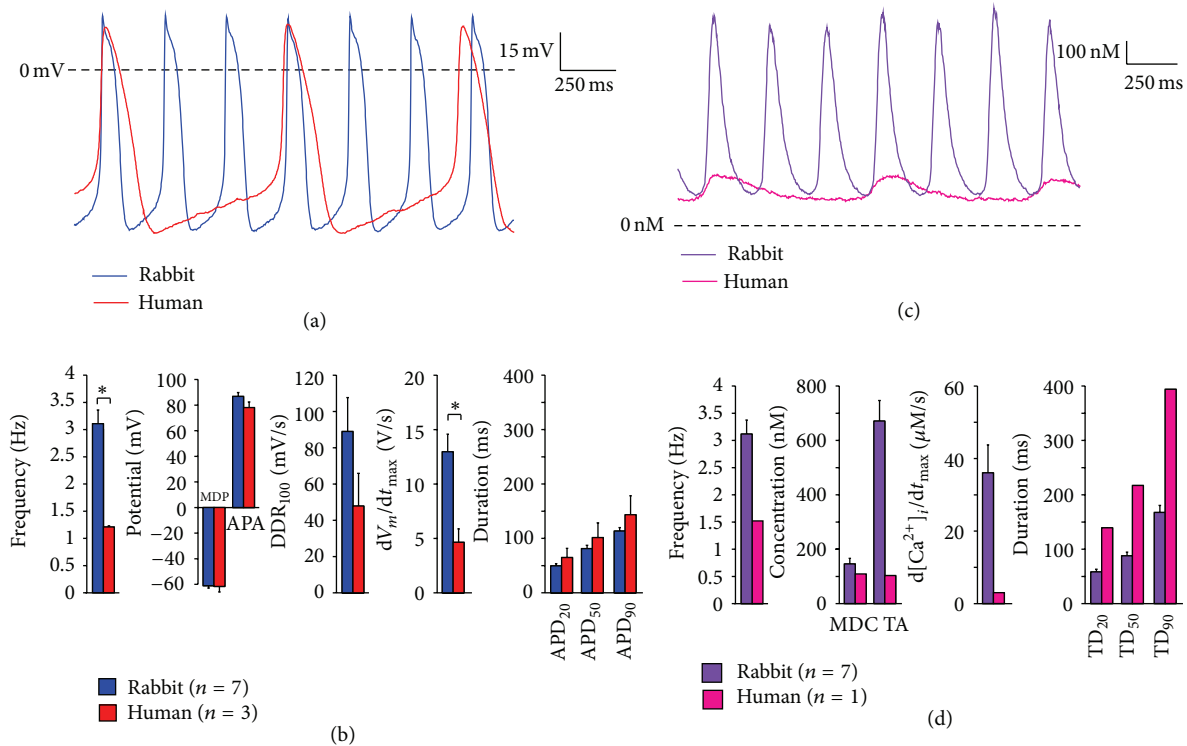 0 mV
15 mV
250 ms
Rabbit
Human
(a)
100 nM
250 ms
0 nM
Rabbit
Human
(c)
Frequency (Hz)
4
3.5
3
2.5
2
1.5
1
0.5
0
*
Potential (mV)
100
80
60
40
20
0
−20
−40
−60
MDP
APA
DDR100 (mV/s)
120
100
80
60
40
20
0
dVm/dtmax (V/s)
20
15
10
5
0
*
Duration (ms)
400
350
300
250
200
150
100
50
0
APD20
APD50
APD90
Rabbit (n = 7)
Human (n = 3)
(b)
Frequency (Hz)
4
3.5
3
2.5
2
1.5
1
0.5
0
Concentration (nM)
800
600
400
200
0
MDC TA
d[Ca2+]i/dtmax (μM/s)
60
40
20
0
Duration (ms)
400
300
200
100
0
TD20
TD50
TD90
Rabbit (n = 7)
Human (n = 1)
(d)